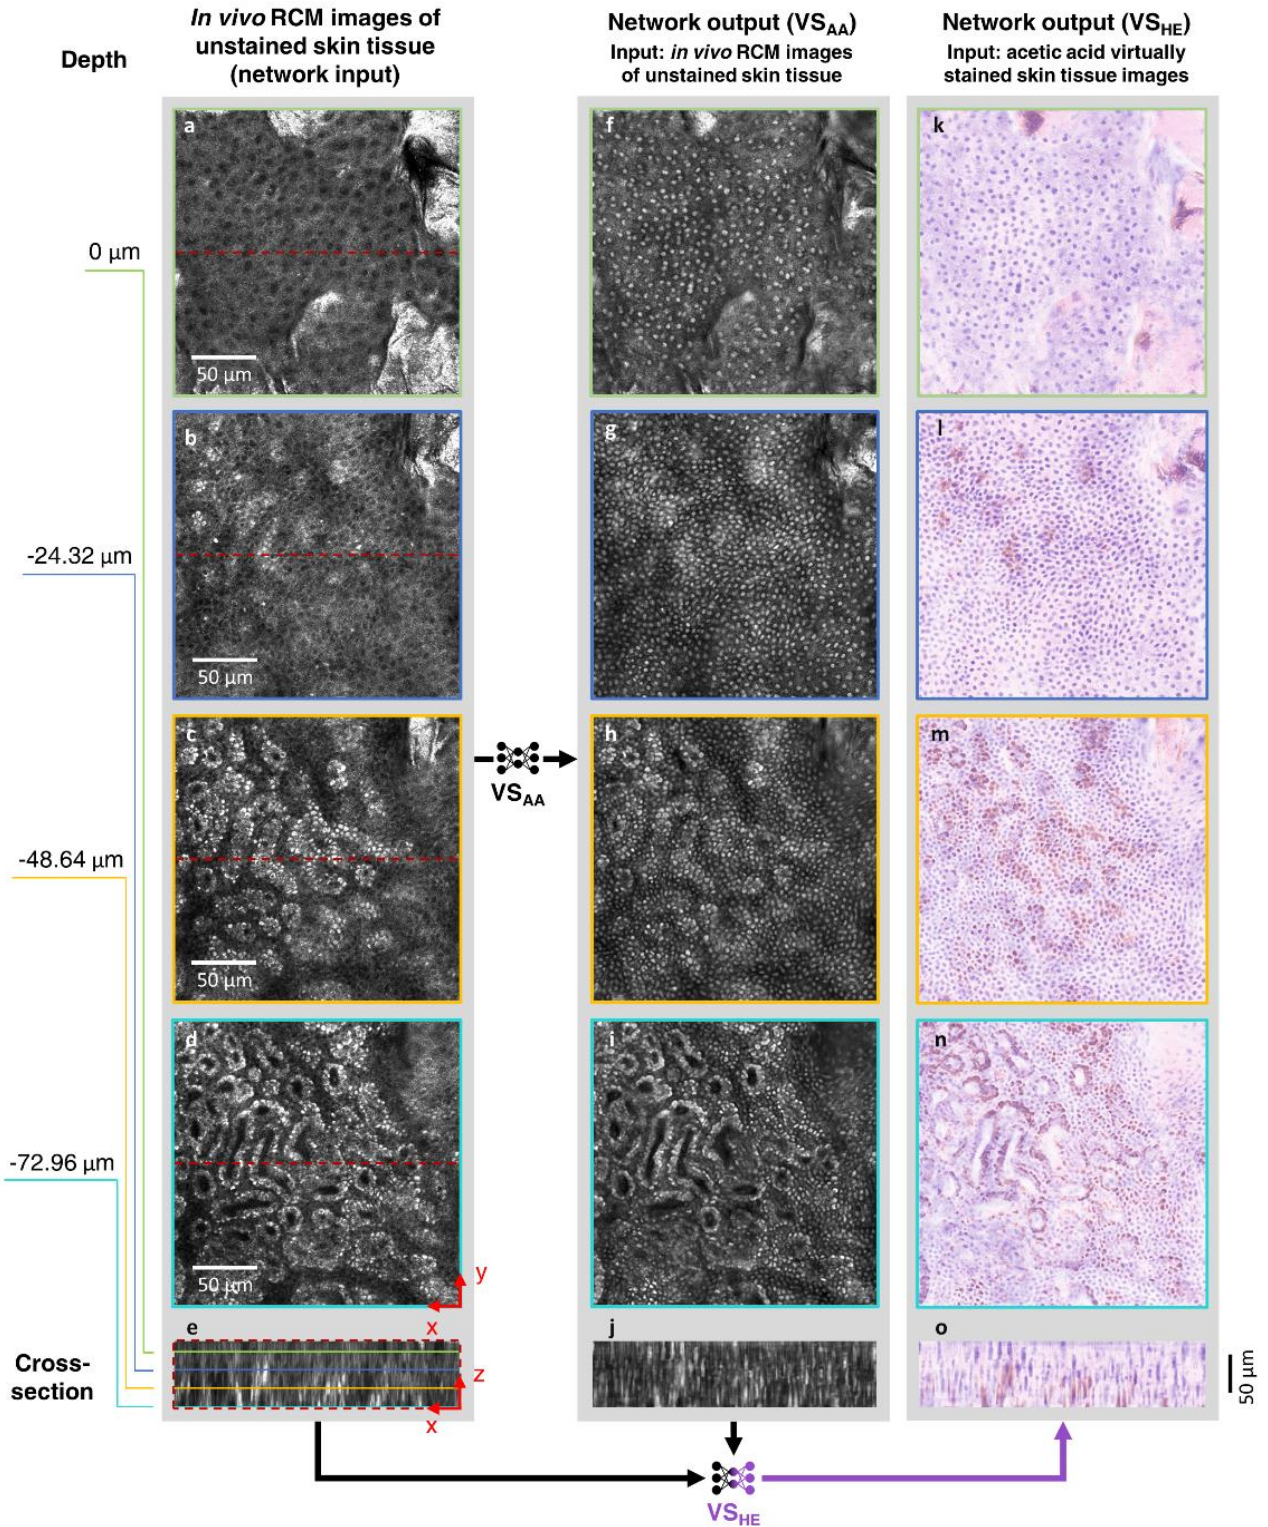 In vivo RCM images of
unstained skin tissue
(network input)
Network output (VSAA)
Input: in vivo RCM images
of unstained skin tissue
Network output (VSHE)
Input: acetic acid virtually
stained skin tissue images
Depth
a
f
k
0 µm
50 µm
b
g
l
-24.32 µm
50 µm
c
h
m
VSAA
-48.64 µm
50 µm
d
i
n
-72.96 µm
50 µm
y
x
e
j
o
Cross-
section
z
x
50 µm
VSHE